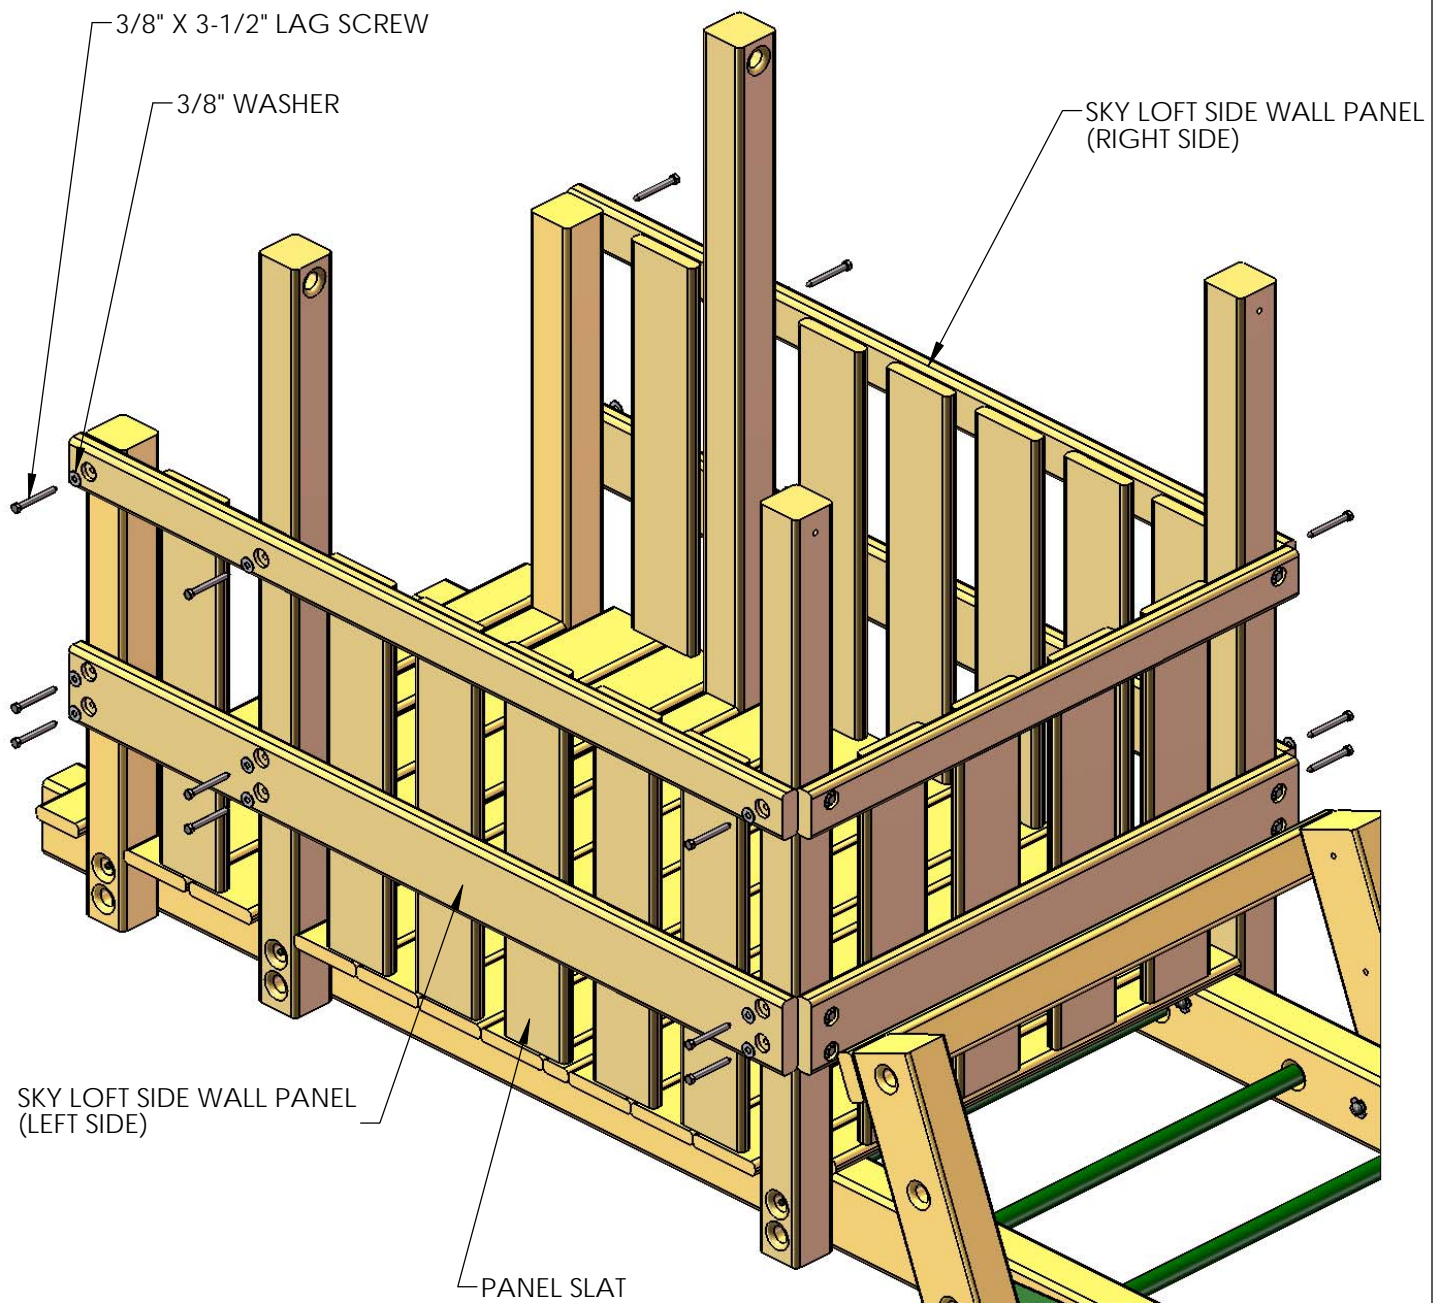 3/8" X 3-1/2" LAG SCREW
3/8" WASHER
SKY LOFT SIDE WALL PANEL
(RIGHT SIDE)
SKY LOFT SIDE WALL PANEL
(LEFT SIDE)
PANEL SLAT